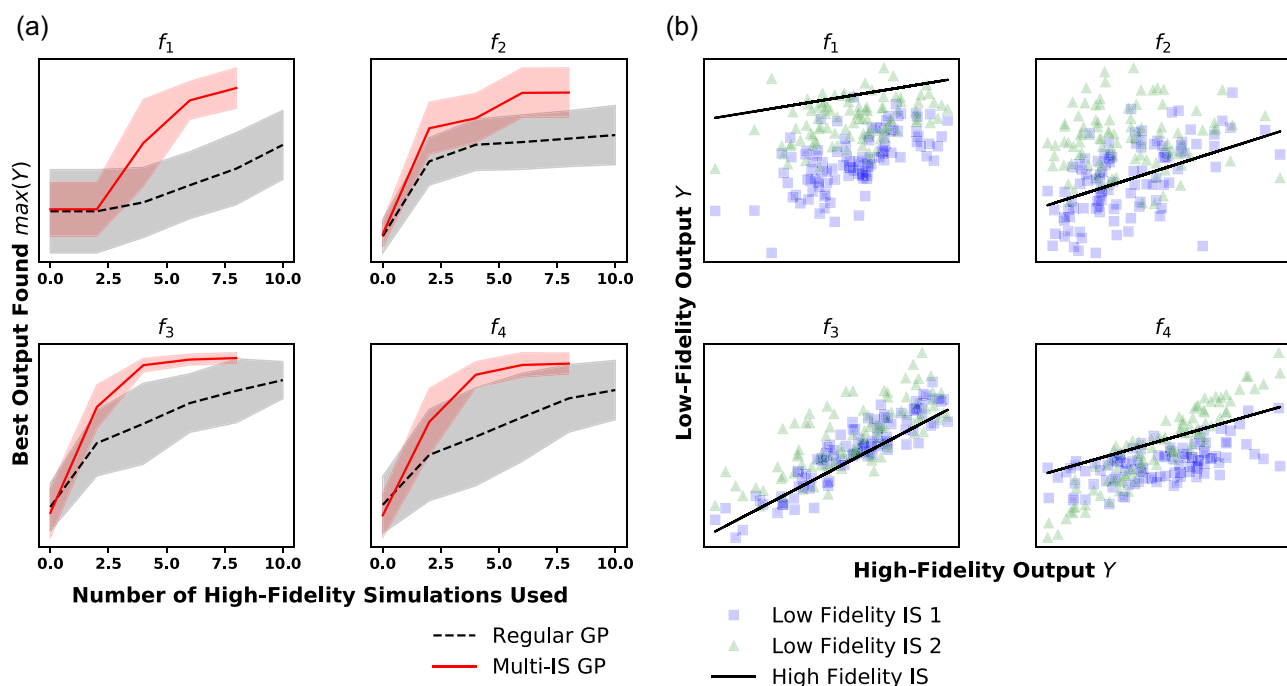 (a)
f1
f2
Best Output Found max(Y)
0.0 2.5 5.0 7.5 10.0
0.0 2.5 5.0 7.5 10.0
f3
f4
0.0 2.5 5.0 7.5 10.0
0.0 2.5 5.0 7.5 10.0
Number of High-Fidelity Simulations Used
Regular GP
Multi-IS GP
(b)
f1
f2
Low-Fidelity Output Y
f3
f4
High-Fidelity Output Y
Low Fidelity IS 1
Low Fidelity IS 2
High Fidelity IS